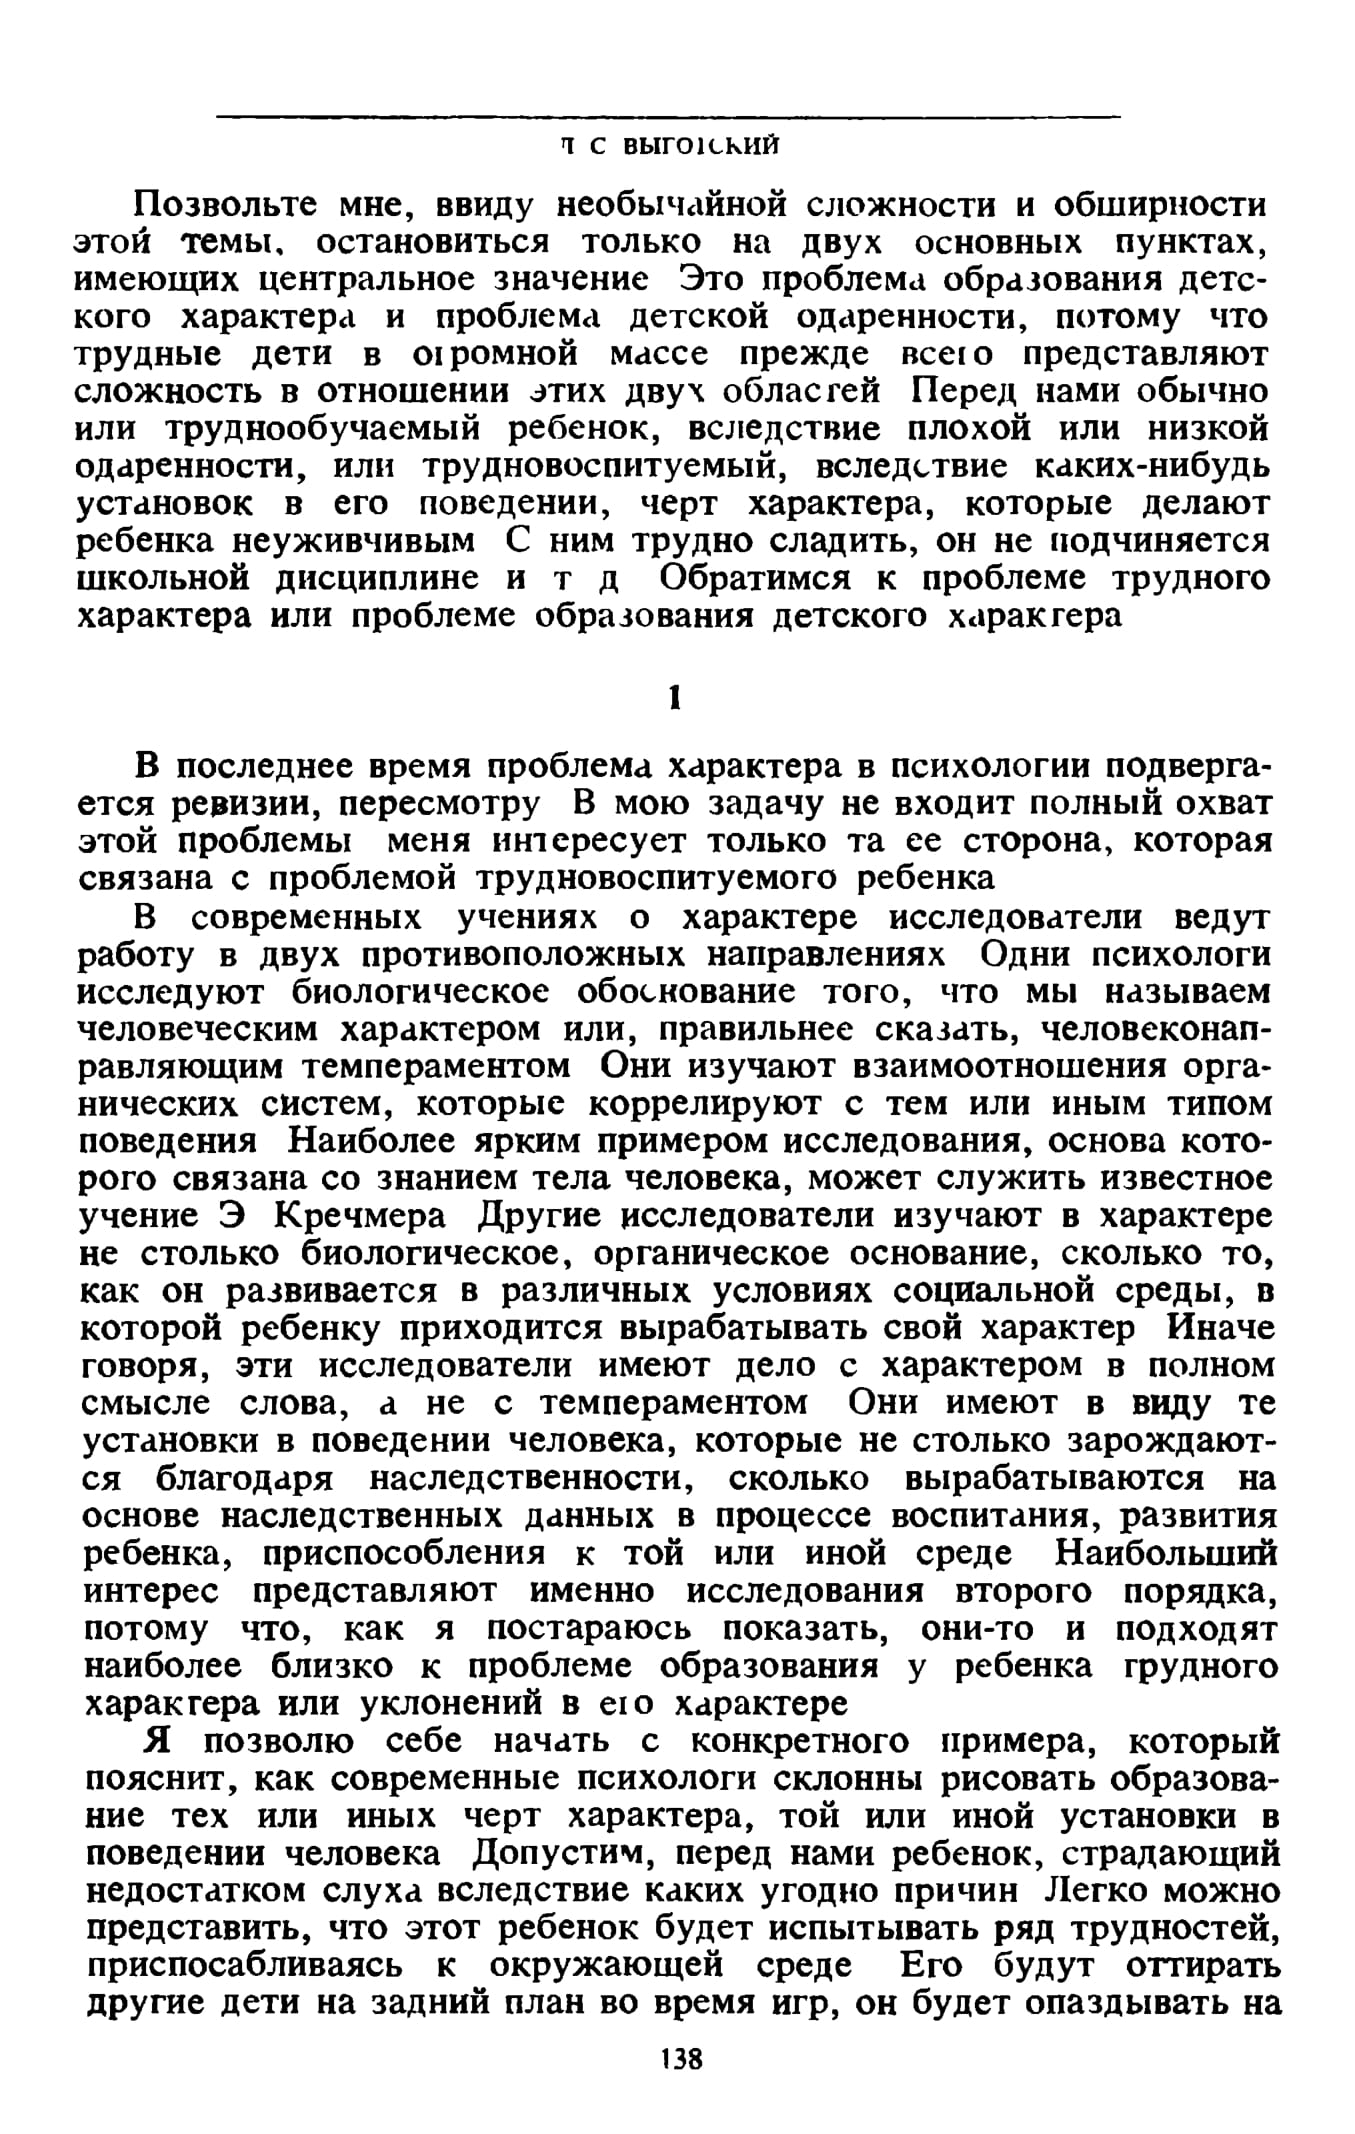 Л С ВЫГОТСКИЙ
Позвольте мне, ввиду необычайной сложности и обширности
этой темы, остановиться только на двух основных пунктах,
имеющих центральное значение Это проблема образования детс-
кого характера и проблема детской одаренности, потому что
трудные дети в огромной массе прежде всего представляют
сложность в отношении этих двух областей Перед нами обычно
или труднообучаемый ребенок, вследствие плохой или низкой
одаренности, или трудновоспитуемый, вследствие каких-нибудь
установок в его поведении, черт характера, которые делают
ребенка неуживчивым С ним трудно сладить, он не подчиняется
школьной дисциплине и т д Обратимся к проблеме трудного
характера или проблеме образования детского характера
1
В последнее время проблема характера в психологии подверга-
ется ревизии, пересмотру В мою задачу не входит полный охват
этой проблемы меня интересует только та ее сторона, которая
связана с проблемой трудновоспитуемого ребенка
В современных учениях о характере исследователи ведут
работу в двух противоположных направлениях Одни психологи
исследуют биологическое обоснование того, что мы называем
человеческим характером или, правильнее сказать, человеконап-
равляющим темпераментом Они изучают взаимоотношения орга-
нических систем, которые коррелируют с тем или иным типом
поведения Наиболее ярким примером исследования, основа кото-
рого связана со знанием тела человека, может служить известное
учение Э Кречмера Другие исследователи изучают в характере
не столько биологическое, органическое основание, сколько то,
как он развивается в различных условиях социальной среды, в
которой ребенку приходится вырабатывать свой характер Иначе
говоря, эти исследователи имеют дело с характером в полном
смысле слова, а не с темпераментом Они имеют в виду те
установки в поведении человека, которые не столько зарождают-
ся благодаря наследственности, сколько вырабатываются на
основе наследственных данных в процессе воспитания, развития
ребенка, приспособления к той или иной среде Наибольший
интерес представляют именно исследования второго порядка,
потому что, как я постараюсь показать, они-то и подходят
наиболее близко к проблеме образования у ребенка трудного
характера или уклонений в его характере
Я позволю себе начать с конкретного примера, который
пояснит, как современные психологи склонны рисовать образова-
ние тех или иных черт характера, той или иной установки в
поведении человека Допустим, перед нами ребенок, страдающий
недостатком слуха вследствие каких угодно причин Легко можно
представить, что этот ребенок будет испытывать ряд трудностей,
приспосабливаясь к окружающей среде Его будут оттирать
другие дети на задний план во время игр, он будет опаздывать на
138